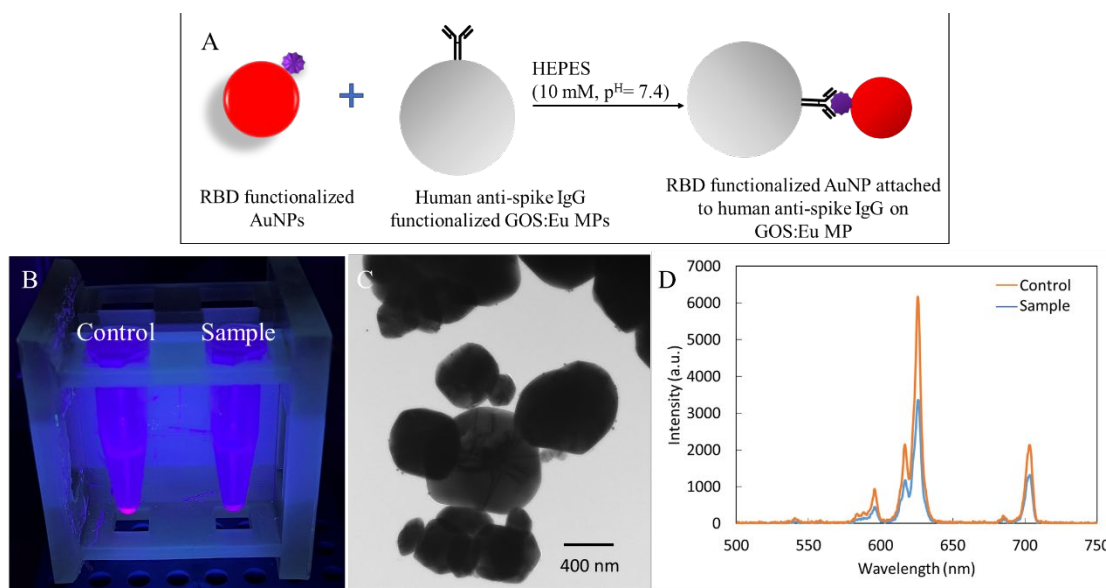 A
HEPES
(10 mM, pH= 7.4)
RBD functionalized
AuNPs
Human anti-spike IgG
functionalized GOS:Eu MPs
RBD functionalized AuNP attached
to human anti-spike IgG on
GOS:Eu MP
B
Control
Sample
C
400 nm
D
7000
6000
5000
4000
3000
2000
1000
0
Intensity (a.u.)
500
550
600
650
700
750
Wavelength (nm)
Control
Sample